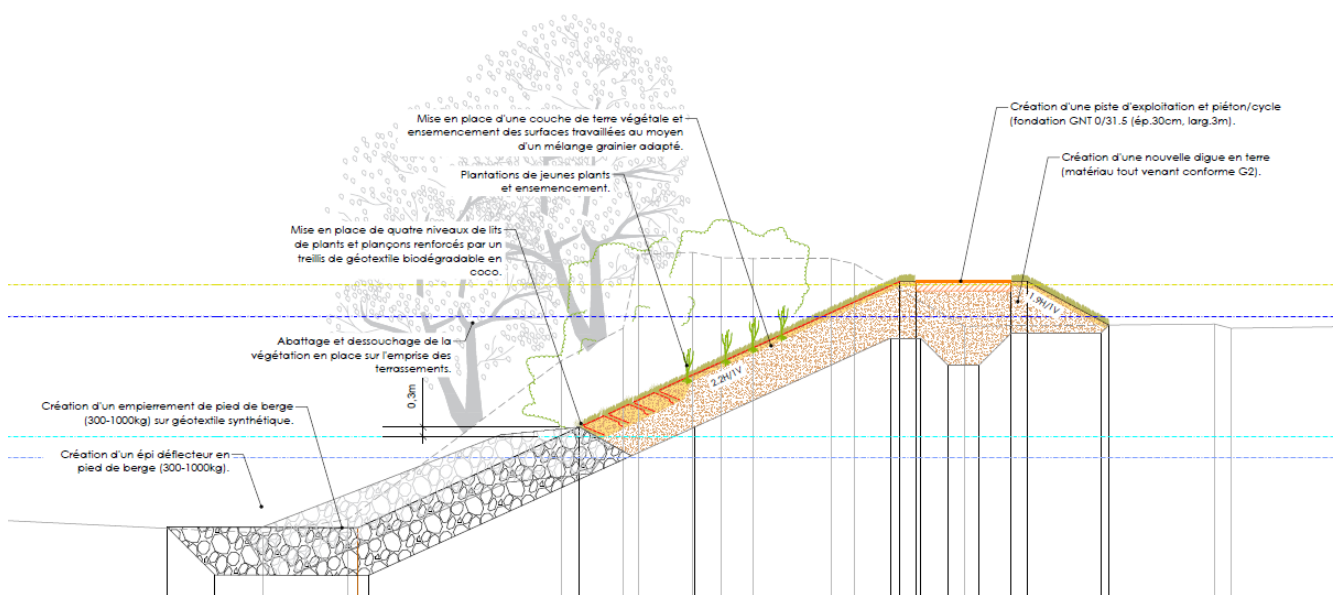 Mise en place d'une couche de terre végétale et
ensemencement des surfaces travaillées au moyen
d'un mélange grainier adapté.
Plantations de jeunes plants
et ensemencement.
Mise en place de quatre niveaux de lits
de plants et plançons renforcés par un
treillis de géotextile biodégradable en
coco.
Abattage et dessouchage de la
végétation en place sur l'emprise des
terrassements.
Création d'un empierrement de pied de berge
(300-1000kg) sur géotextile synthétique.
Création d'un épi déflecteur en
pied de berge (300-1000kg).
0,3m
2.2H/1V
Création d'une piste d'exploitation et piéton/cycle
(fondation GNT 0/31.5 (ép.30cm, larg.3m).
Création d'une nouvelle digue en terre
(matériau tout venant conforme G2).
1.9H/1V